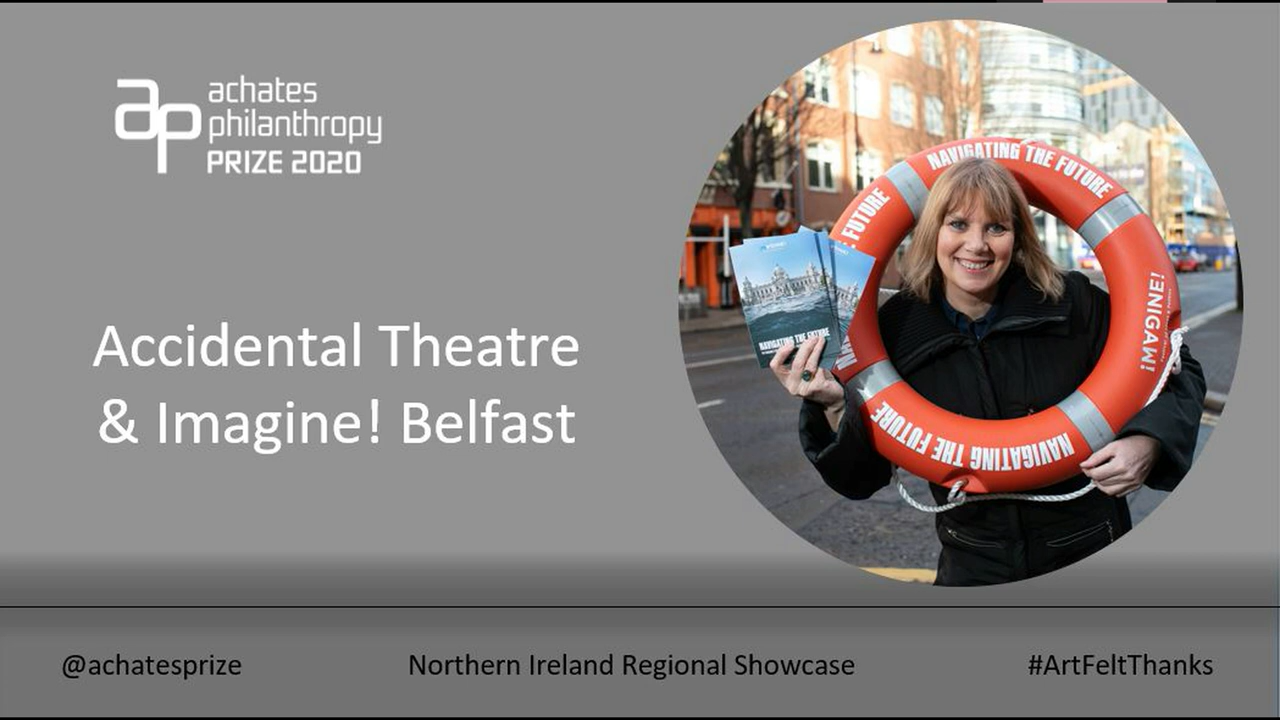 ap
achates
philanthropy
PRIZE 2020
Accidental Theatre
& Imagine! Belfast
NAVIGATING THE FUTURE
FUTURE
IMAGINE!
NAVIGATING THE FUTURE
NAVIGATING THE FUTURE
@achatesprize
Northern Ireland Regional Showcase
#ArtFeltThanks